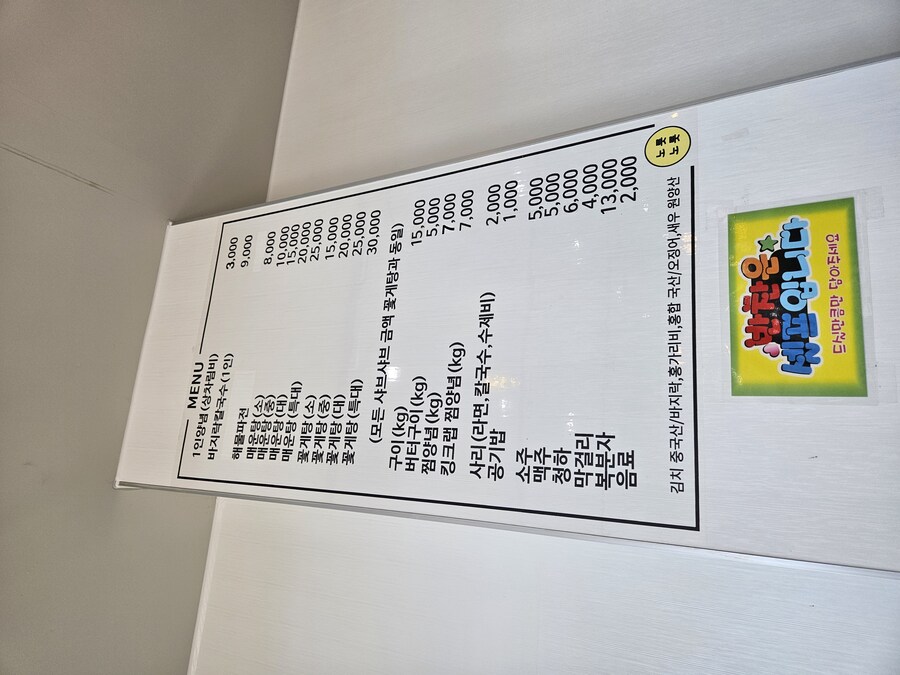 MENU
1인양념 (상차림비) 3,000
바지락칼국수 (1인) 9,000
해물파전 8,000
매운탕 (소) 10,000
매운탕 (중) 15,000
매운탕 (대) 20,000
매운탕 (특대) 25,000
꽃게탕 (소) 15,000
꽃게탕 (중) 20,000
꽃게탕 (대) 25,000
꽃게탕 (특대) 30,000
(모든 샤브샤브 금액 꽃게탕과 동일)
구이 (kg) 15,000
버터구이 (kg) 5,000
찜양념 (kg) 7,000
킹크랩 찜양념 (kg) 7,000
사리 (라면,칼국수,수제비) 2,000
공기밥 1,000
소주 5,000
맥주 5,000
청하 6,000
막걸리 4,000
복분자 13,000
음료 2,000
노룻
노룻
김치 중국산/바지락,홍가리비,홍합 국산/오징어,새우 원양산
반찬은
셀프입니다
드실만큼만 담아가세요